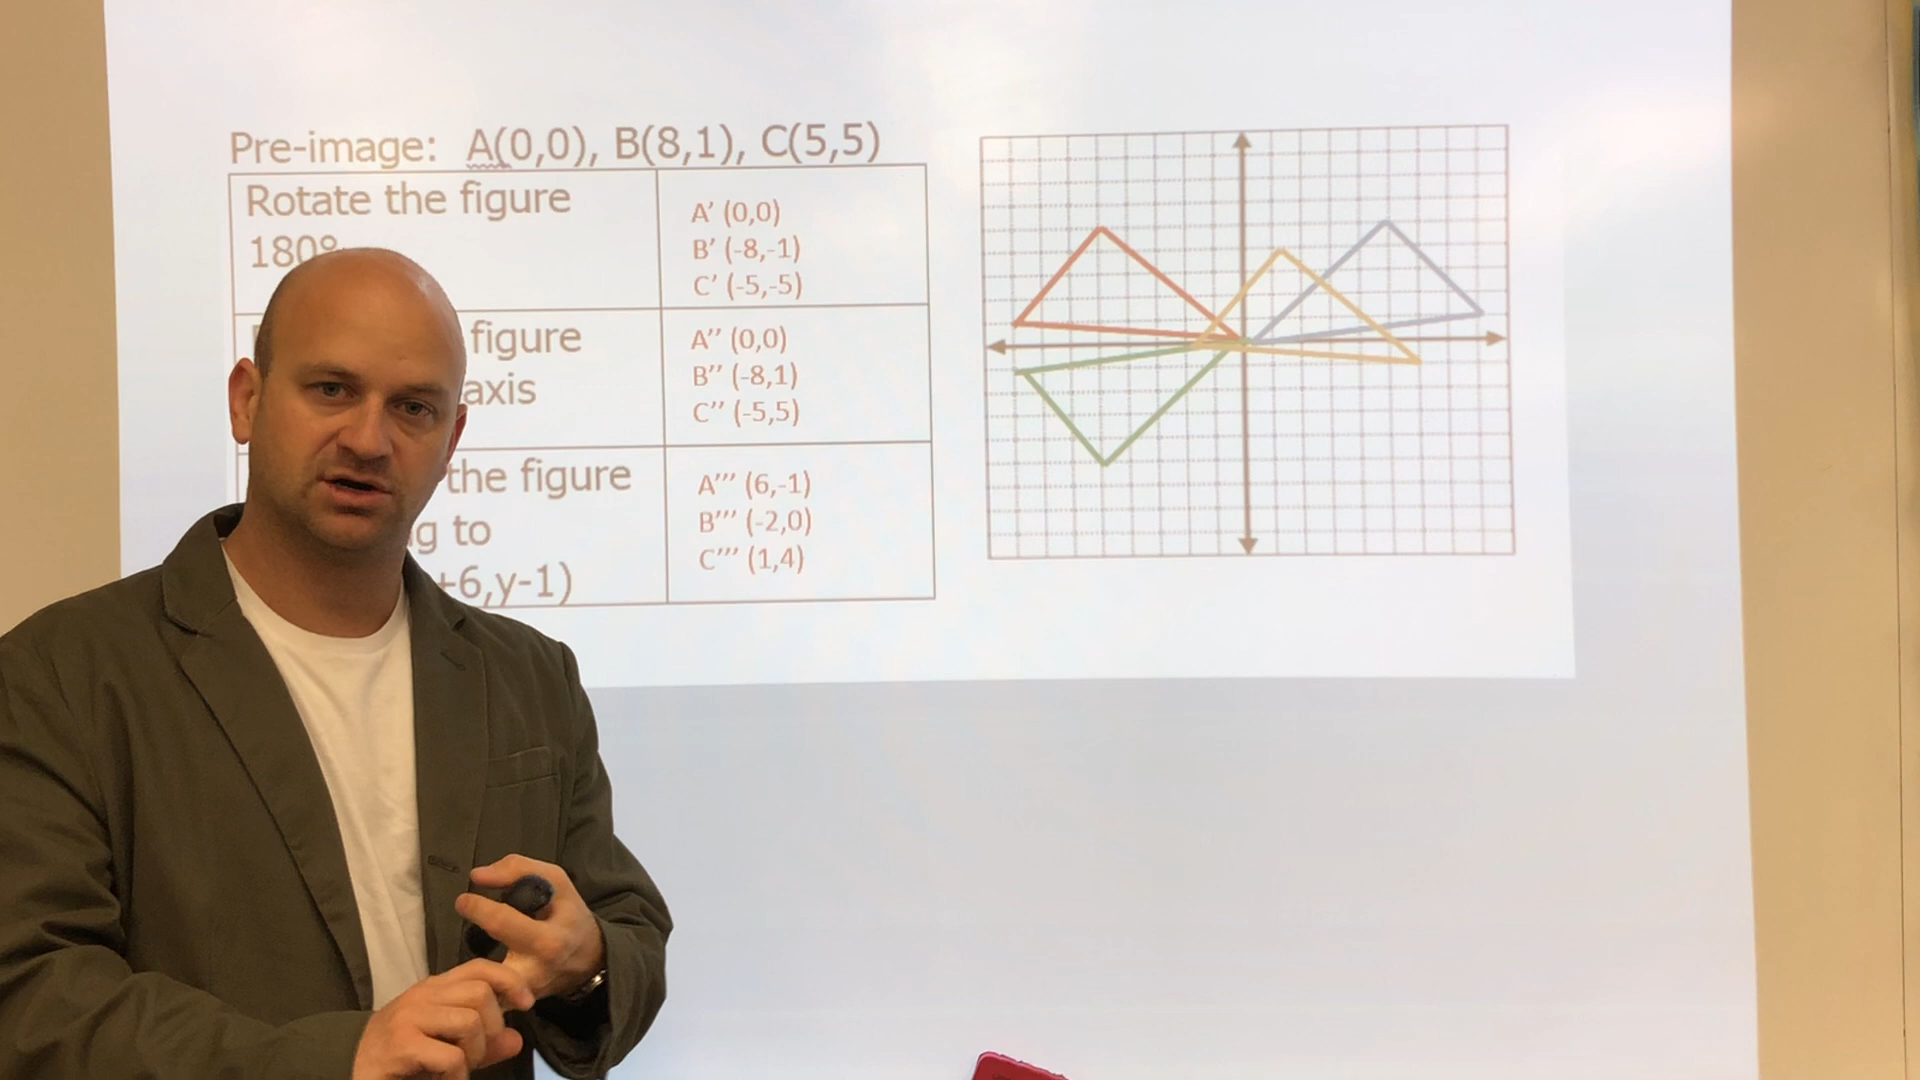 Pre-image: A(0,0), B(8,1), C(5,5)
Rotate the figure
180°
A' (0,0)
B' (-8,-1)
C' (-5,-5)
figure
axis
A'' (0,0)
B'' (-8,1)
C'' (-5,5)
the figure
g to
+6,y-1)
A''' (6,-1)
B''' (-2,0)
C''' (1,4)